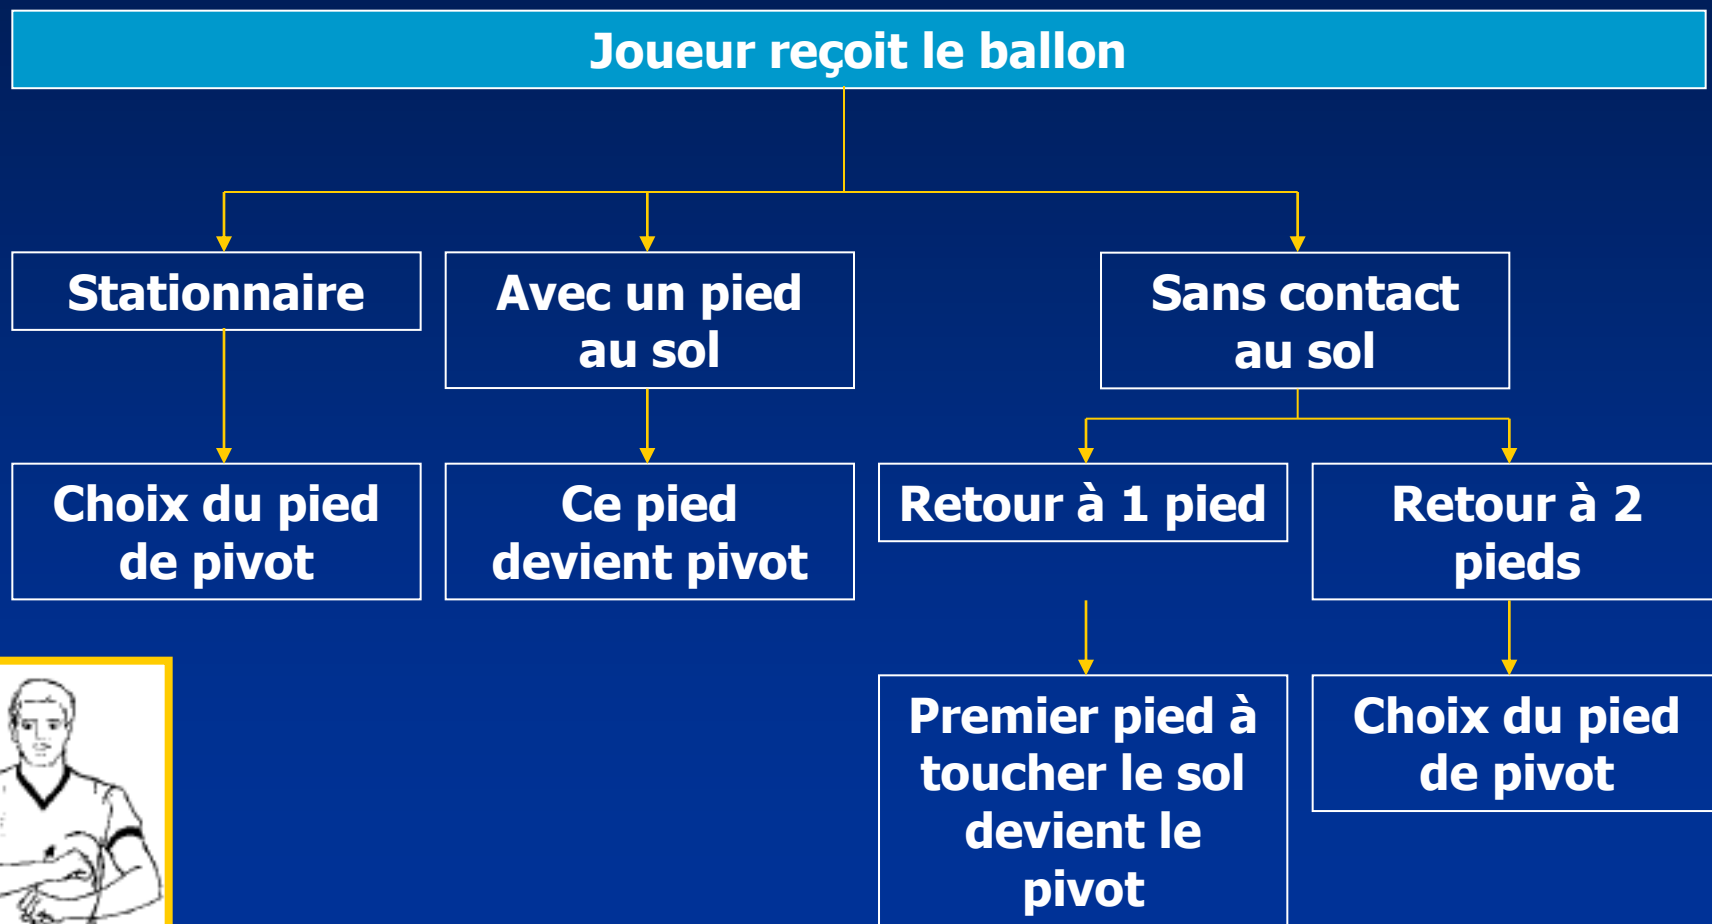 Joueur reçoit le ballon
Stationnaire
Avec un pied
au sol
Sans contact
au sol
Choix du pied
de pivot
Ce pied
devient pivot
Retour à 1 pied
Retour à 2
pieds
Premier pied à
toucher le sol
devient le
pivot
Choix du pied
de pivot